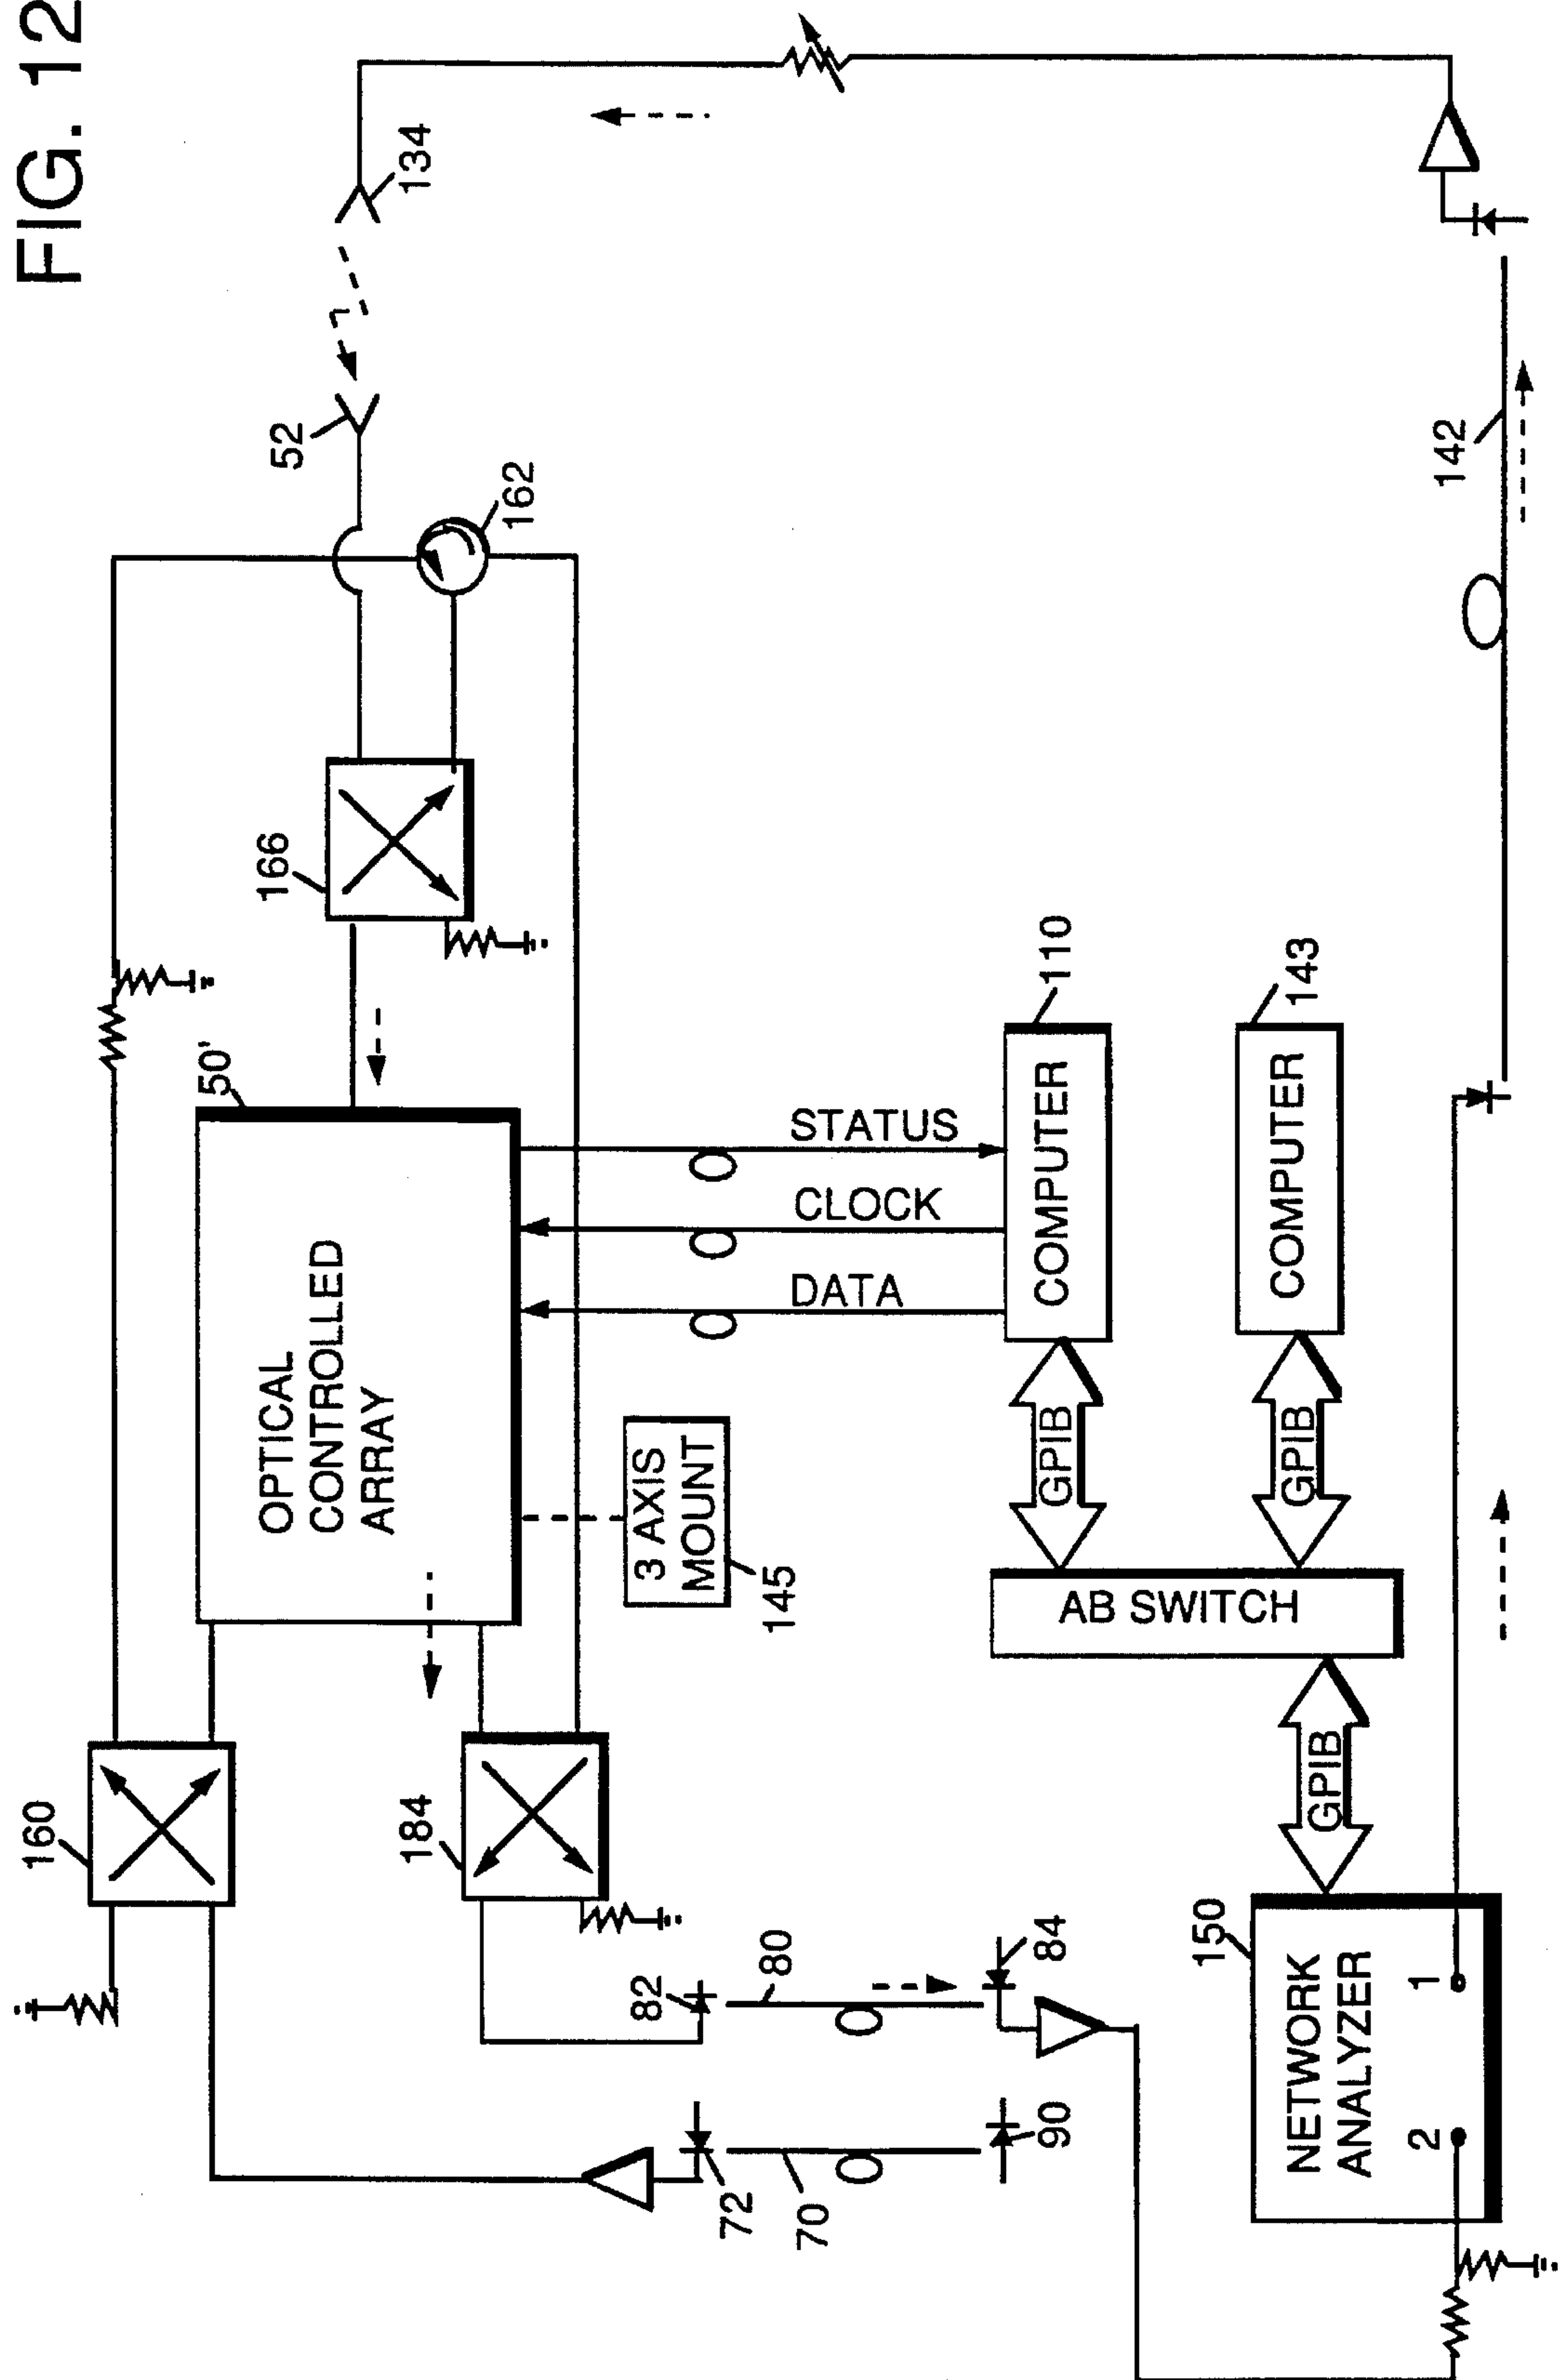 FIG. 12
134
52
162
166
142
50'
OPTICAL
CONTROLLED
ARRAY
STATUS
CLOCK
DATA
110
COMPUTER
143
COMPUTER
3 AXIS
MOUNT
145
GPIB
GPIB
AB SWITCH
GPIB
160
184
82
80
84
72
70
90
150
NETWORK
ANALYZER
1
2